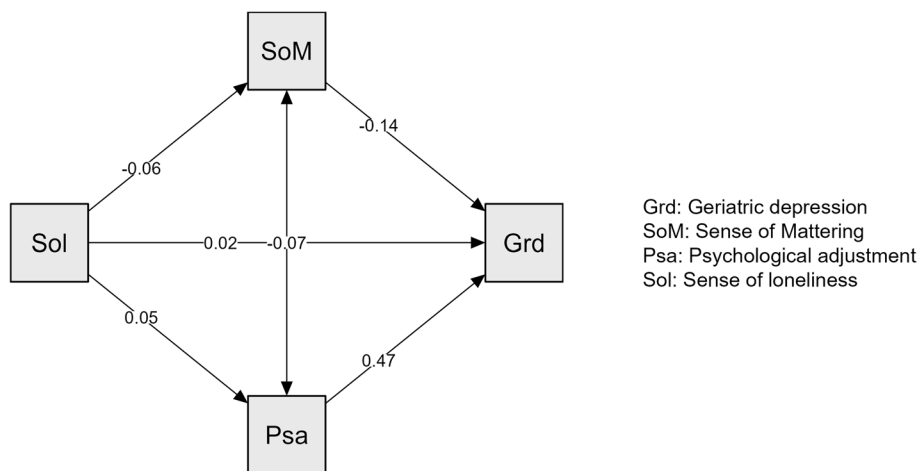 SoM
-0.14
-0.06
Sol
0.02
-0.07
Grd
0.05
0.47
Psa
Grd: Geriatric depression
SoM: Sense of Mattering
Psa: Psychological adjustment
Sol: Sense of loneliness